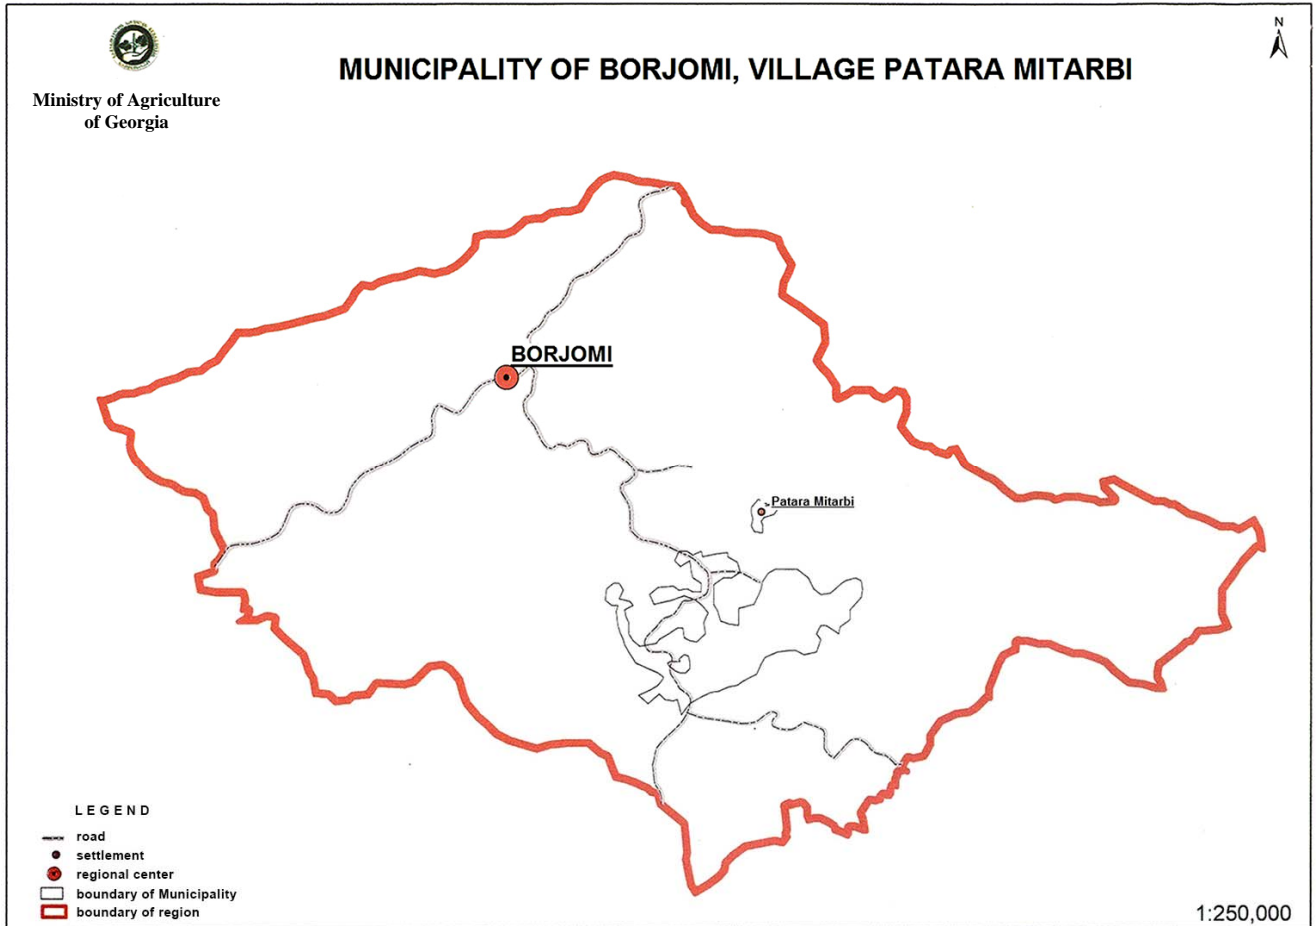 N
MUNICIPALITY OF BORJOMI, VILLAGE PATARA MITARBI
Ministry of Agriculture
of Georgia
BORJOMI
Patara Mitarbi
LEGEND
road
settlement
regional center
boundary of Municipality
boundary of region
1:250,000